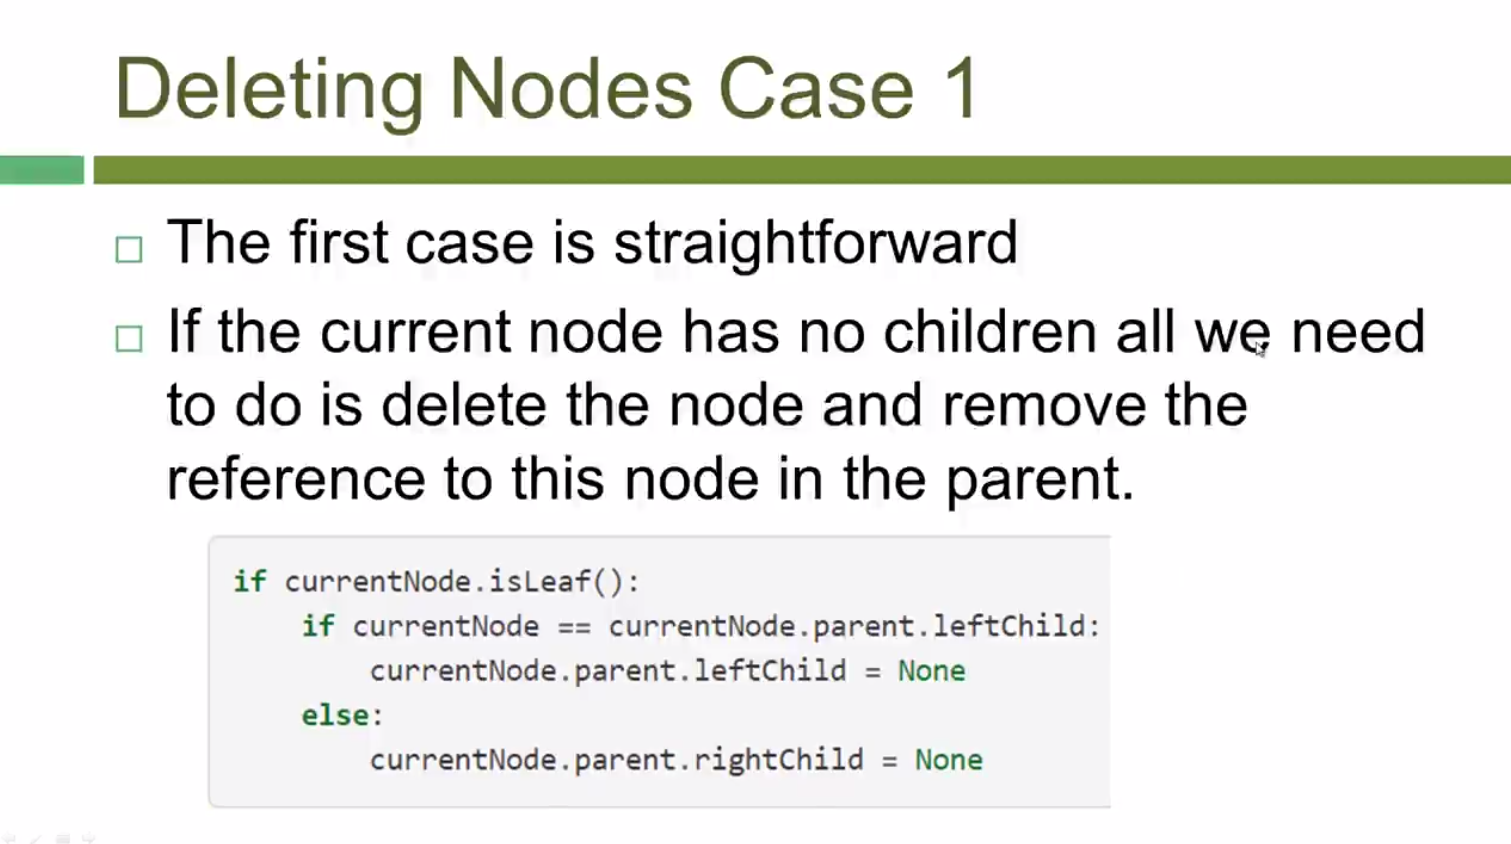 Deleting Nodes Case 1
The first case is straightforward
If the current node has no children all we need
to do is delete the node and remove the
reference to this node in the parent.
if currentNode.isLeaf():
    if currentNode == currentNode.parent.leftChild:
        currentNode.parent.leftChild = None
    else:
        currentNode.parent.rightChild = None